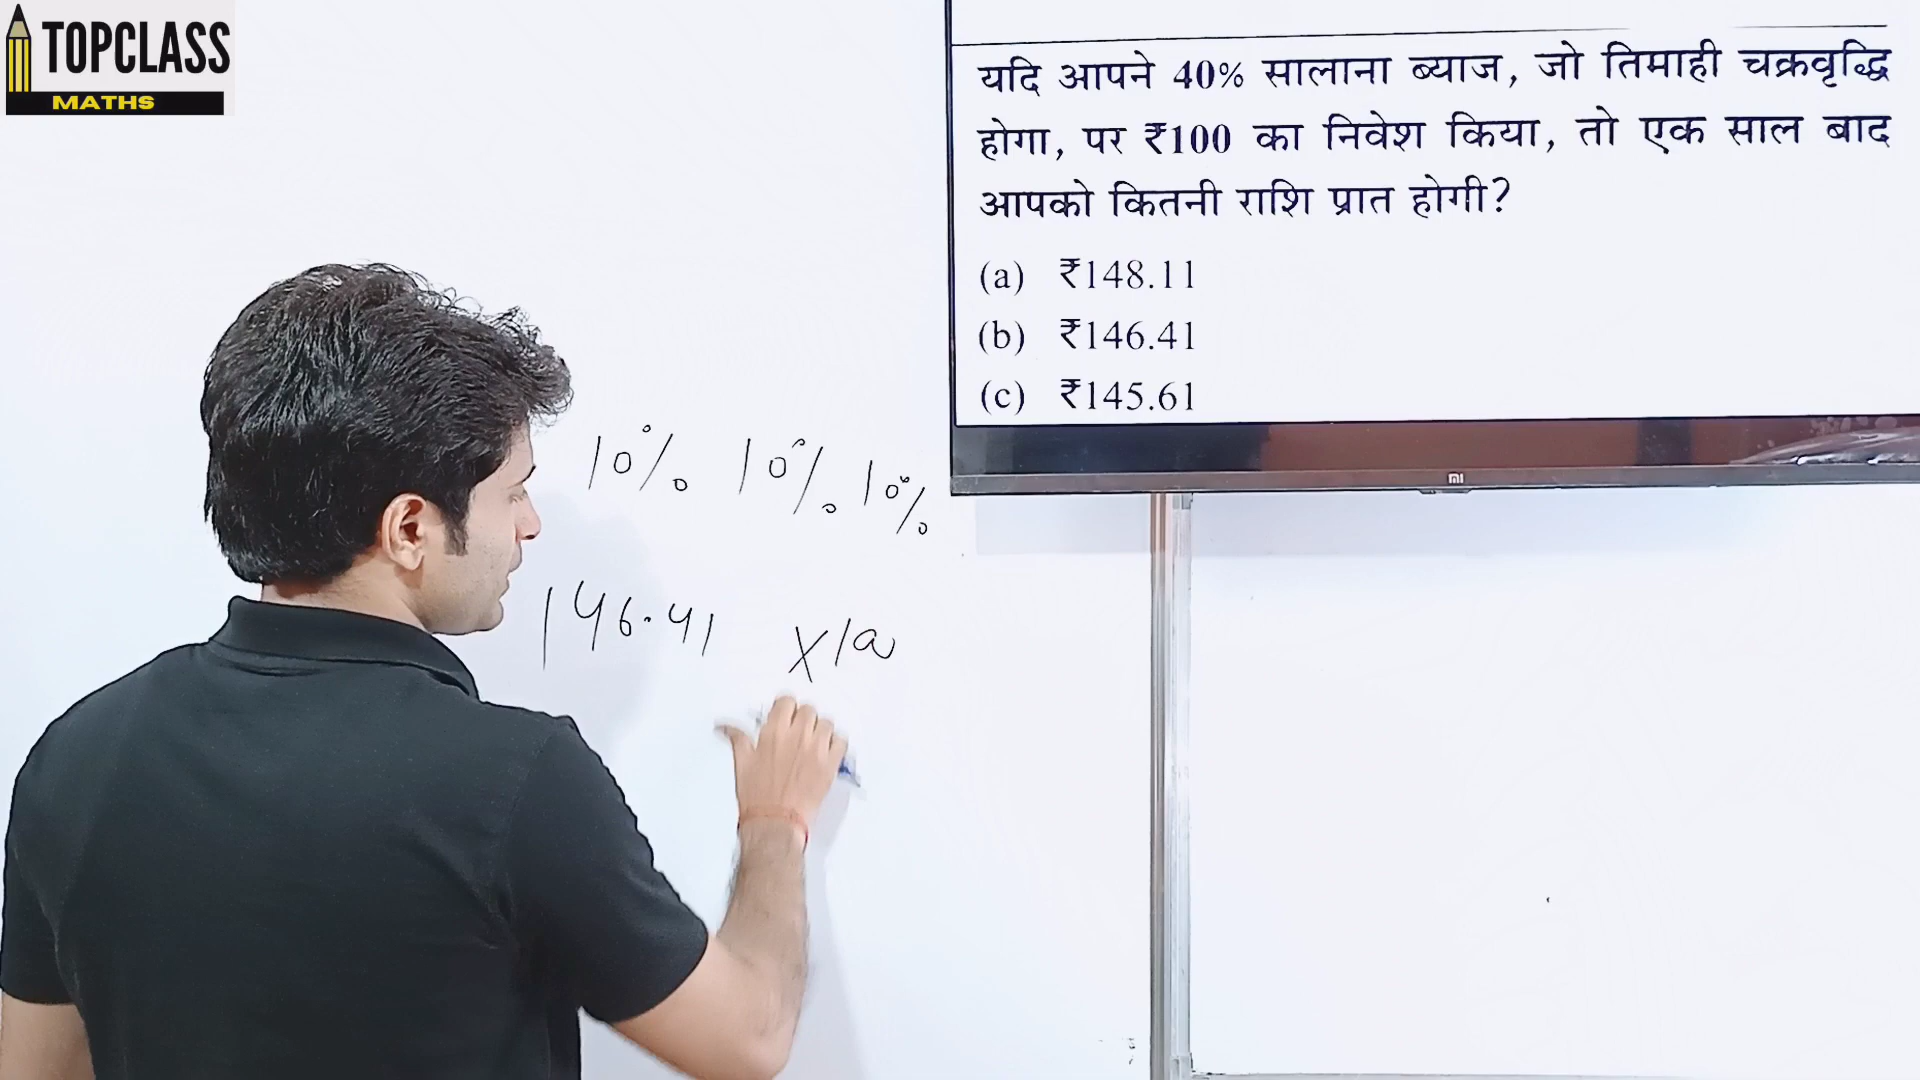 TOPCLASS
MATHS
यदि आपने 40% सालाना ब्याज, जो तिमाही चक्रवृद्धि
होगा, पर ₹100 का निवेश किया, तो एक साल बाद
आपको कितनी राशि प्रात होगी?
(a) ₹148.11
(b) ₹146.41
(c) ₹145.61
mi
10% 10% 10%
146.41